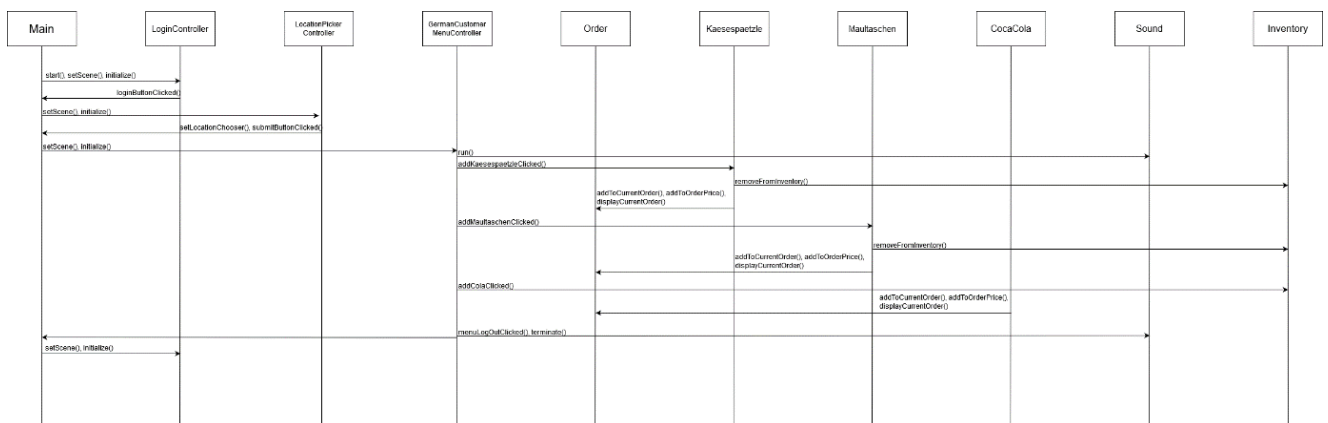 Main
LoginController
LocationPicker
Controller
GermanCustomer
MenuController
Order
Kaesespaetzle
Maultaschen
CocaCola
Sound
Inventory
start(), setScene(), initialize()
loginButtonClicked()
setScene(), initialize()
setLocationChooser(), submitButtonClicked()
setScene(), initialize()
run()
addKaesespaetzleClicked()
removeFromInventory()
addToCurrentOrder(), addToOrderPrice(),
displayCurrentOrder()
addMaultaschenClicked()
removeFromInventory()
addToCurrentOrder(), addToOrderPrice(),
displayCurrentOrder()
addColaClicked()
addToCurrentOrder(), addToOrderPrice(),
displayCurrentOrder()
menuLogOutClicked(), terminate()
setScene(), initialize()